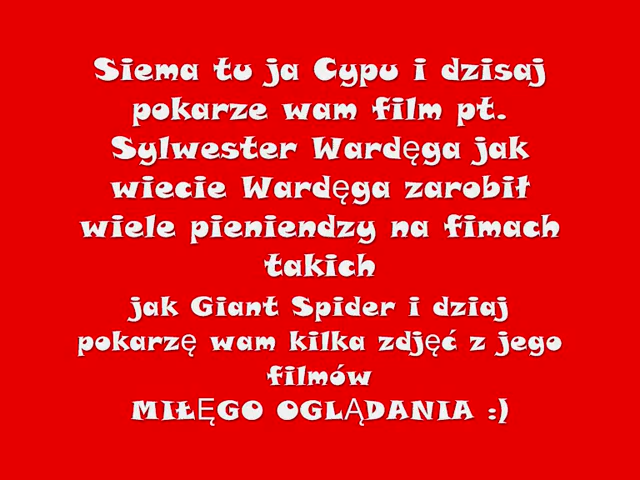 Siema tu ja Cypu i dzisaj
pokarze wam film pt.
Sylwester Wardęga jak
wiecie Wardęga zarobił
wiele pieniendzy na fimach
takich
jak Giant Spider i dziaj
pokarzę wam kilka zdjęć z jego
filmów
MIŁĘGO OGLĄDANIA :)